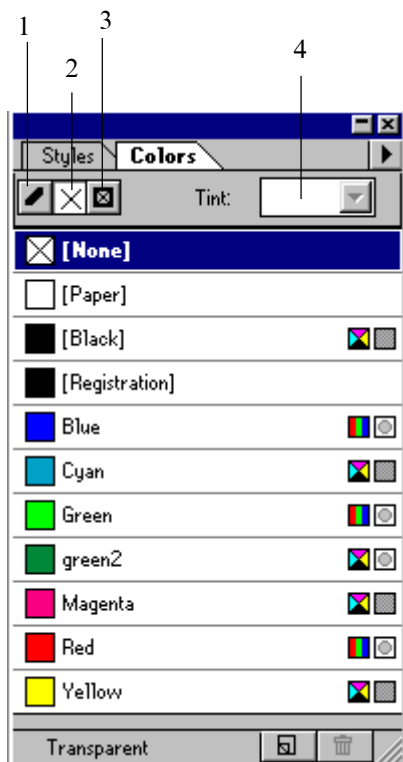 1
2
3
4
Styles Colors
Tint:
[None]
[Paper]
[Black]
[Registration]
Blue
Cyan
Green
green2
Magenta
Red
Yellow
Transparent